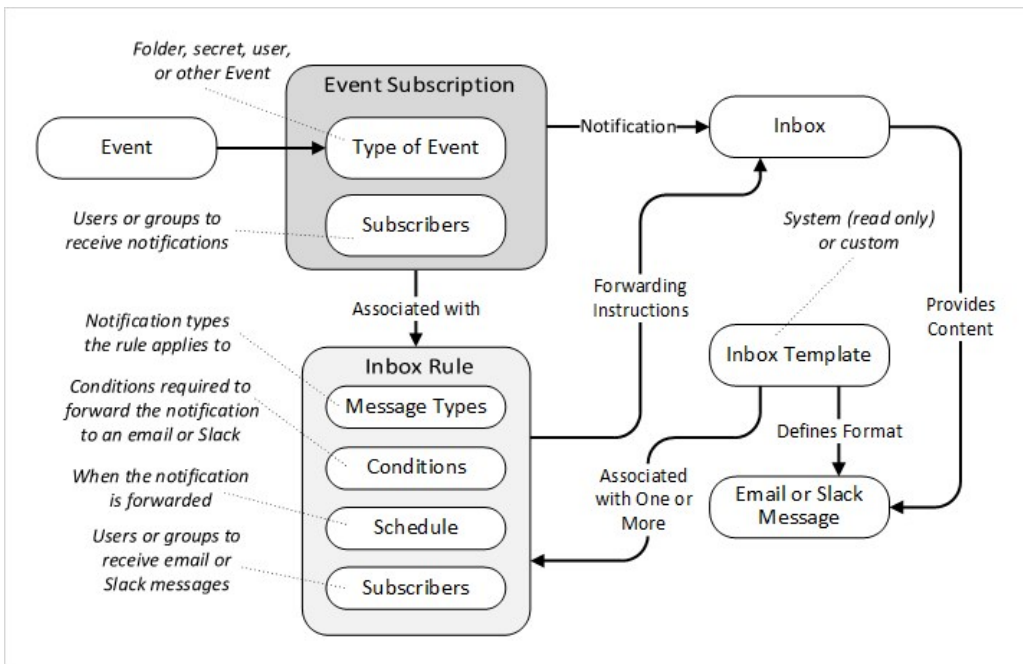 Folder, secret, user,
or other Event
Event Subscription
Event
Type of Event
Notification
Inbox
Users or groups to
receive notifications
Subscribers
System (read only)
or custom
Associated with
Forwarding
Instructions
Provides
Content
Notification types
the rule applies to
Inbox Rule
Inbox Template
Message Types
Conditions required to
forward the notification
to an email or Slack
Conditions
Defines Format
When the notification
is forwarded
Schedule
Associated
with One or
More
Email or Slack
Message
Users or groups to
receive email or
Slack messages
Subscribers